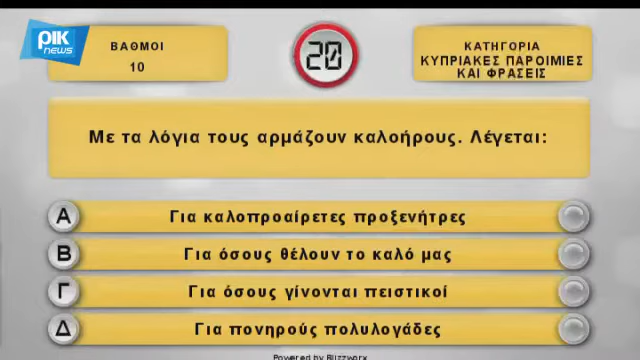 ΡΙΚ
news
ΒΑΘΜΟΙ
10
20
ΚΑΤΗΓΟΡΙΑ
ΚΥΠΡΙΑΚΕΣ ΠΑΡΟΙΜΙΕΣ
ΚΑΙ ΦΡΑΣΕΙΣ
Με τα λόγια τους αρμάζουν καλοήρους. Λέγεται:
Α Για καλοπροαίρετες προξενήτρες
Β Για όσους θέλουν το καλό μας
Γ Για όσους γίνονται πειστικοί
Δ Για πονηρούς πολυλογάδες
Powered by Blizzworx